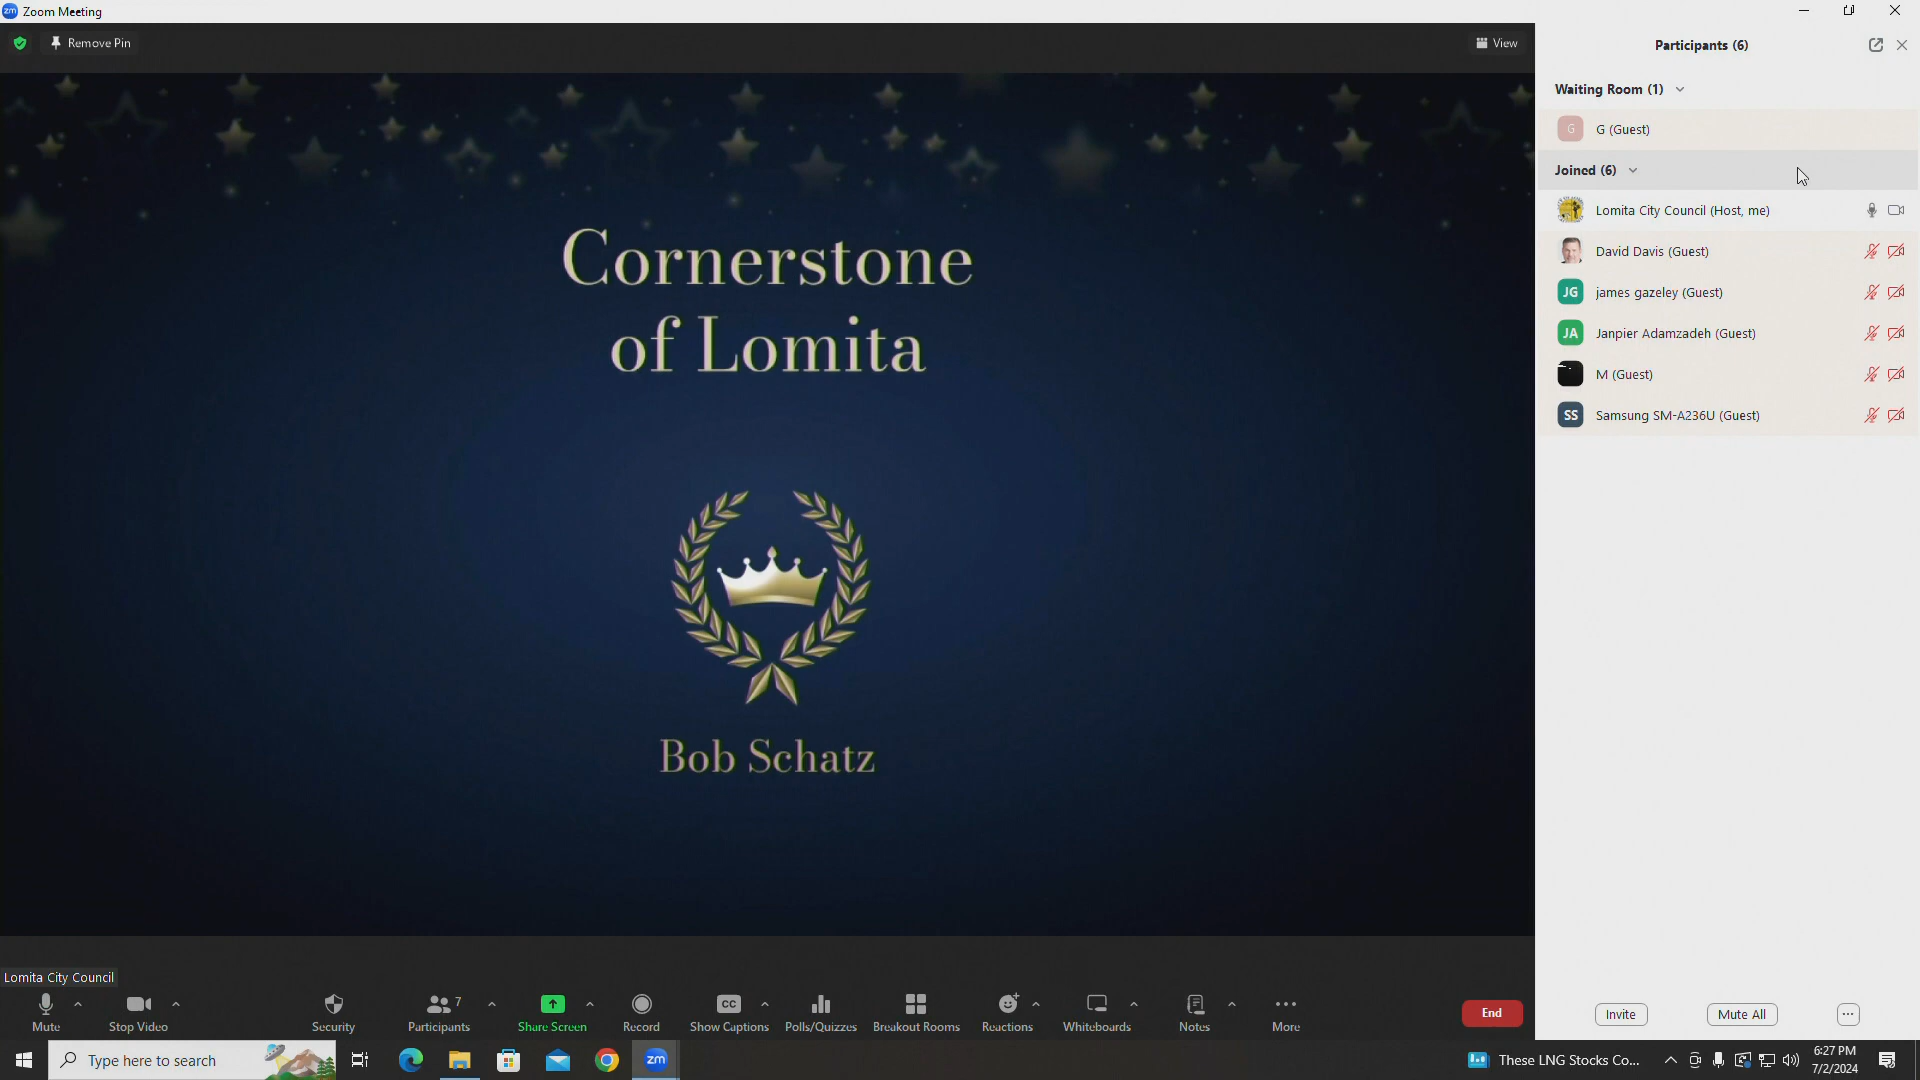 zm Zoom Meeting
Remove Pin
View
Cornerstone
of Lomita
Bob Schatz
Participants (6)
Waiting Room (1)
G G (Guest)
Joined (6)
Lomita City Council (Host, me)
David Davis (Guest)
JG james gazeley (Guest)
JA Janpier Adamzadeh (Guest)
M (Guest)
SS Samsung SM-A236U (Guest)
Lomita City Council
7
CC
Mute
Stop Video
Security
Participants
Share Screen
Record
Show Captions
Polls/Quizzes
Breakout Rooms
Reactions
Whiteboards
Notes
More
End
Invite
Mute All
Type here to search
zm
These LNG Stocks Co...
6:27 PM
7/2/2024